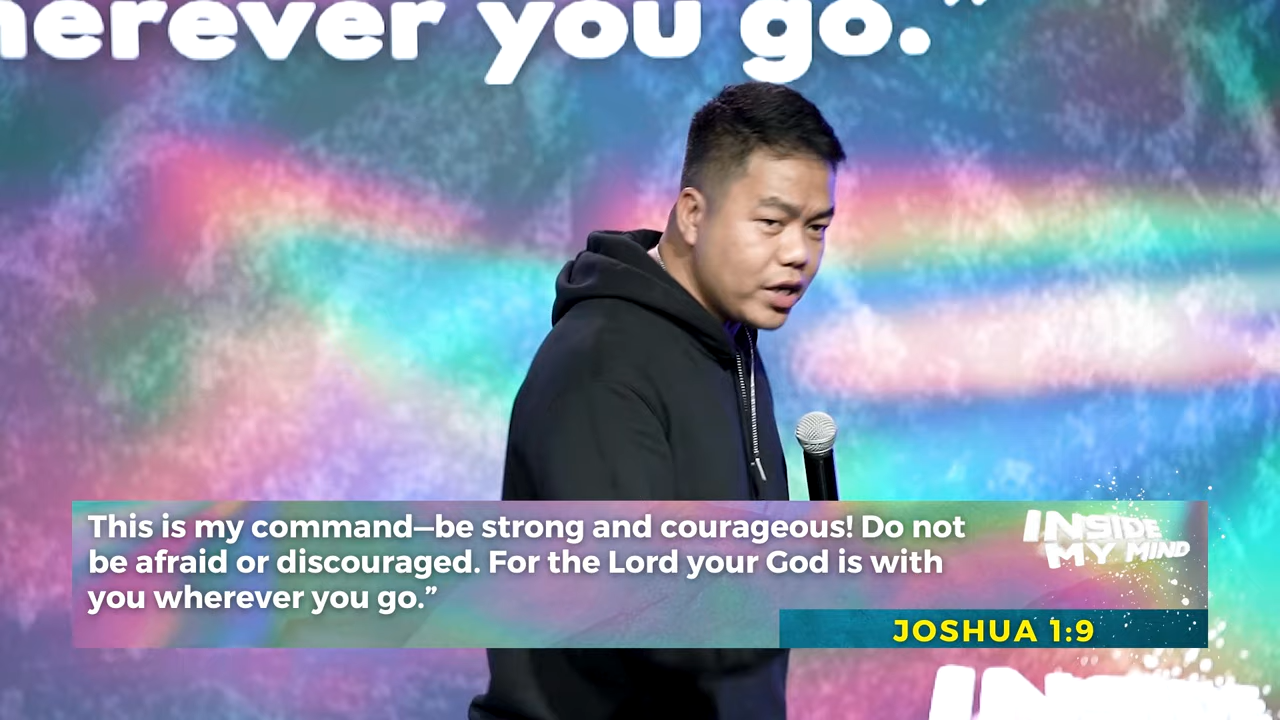 herever you go.”
This is my command—be strong and courageous! Do not
be afraid or discouraged. For the Lord your God is with
you wherever you go.”
INSIDE
MY MIND
JOSHUA 1:9
IN